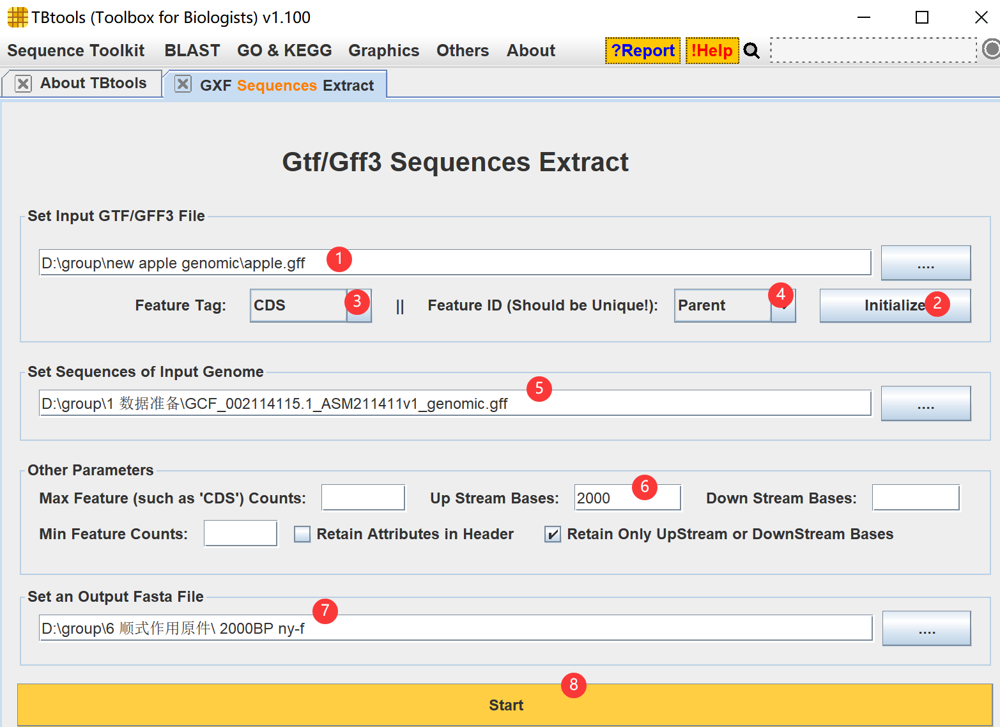 TBtools (Toolbox for Biologists) v1.100
Sequence Toolkit BLAST GO & KEGG Graphics Others About ?Report !Help
About TBtools GXF Sequences Extract
Gtf/Gff3 Sequences Extract
Set Input GTF/GFF3 File
D:\group\new apple genomic\apple.gff 1 ....
Feature Tag: CDS 3 || Feature ID (Should be Unique!): Parent 4 Initialize 2
Set Sequences of Input Genome
D:\group\1 数据准备\GCF_002114115.1_ASM211411v1_genomic.gff 5 ....
Other Parameters
Max Feature (such as 'CDS') Counts: Up Stream Bases: 2000 6 Down Stream Bases:
Min Feature Counts: Retain Attributes in Header Retain Only UpStream or DownStream Bases
Set an Output Fasta File
D:\group\6 顺式作用原件\ 2000BP ny-f 7 ....
8
Start